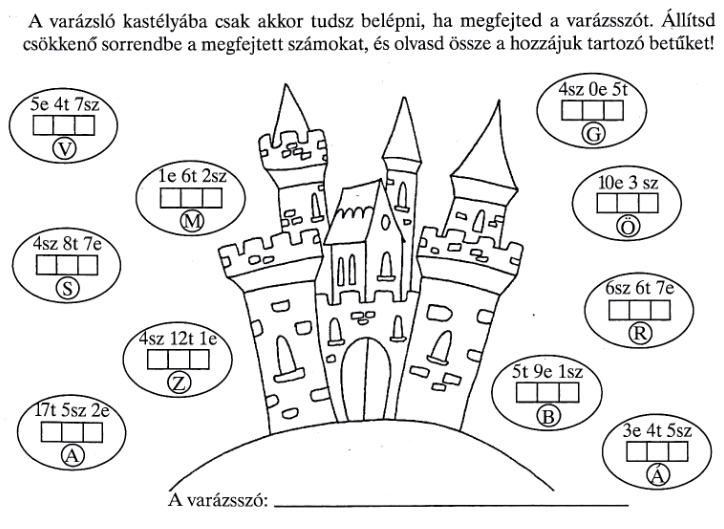 A varázsló kastélyába csak akkor tudsz belépni, ha megfejted a varázsszót. Állítsd
csökkenő sorrendbe a megfejtett számokat, és olvasd össze a hozzájuk tartozó betűket!
5e 4t 7sz
V
4sz 0e 5t
G
1e 6t 2sz
M
10e 3 sz
Ö
4sz 8t 7e
S
6sz 6t 7e
R
4sz 12t 1e
Z
5t 9e 1sz
B
17t 5sz 2e
A
3e 4t 5sz
Á
A varázsszó: